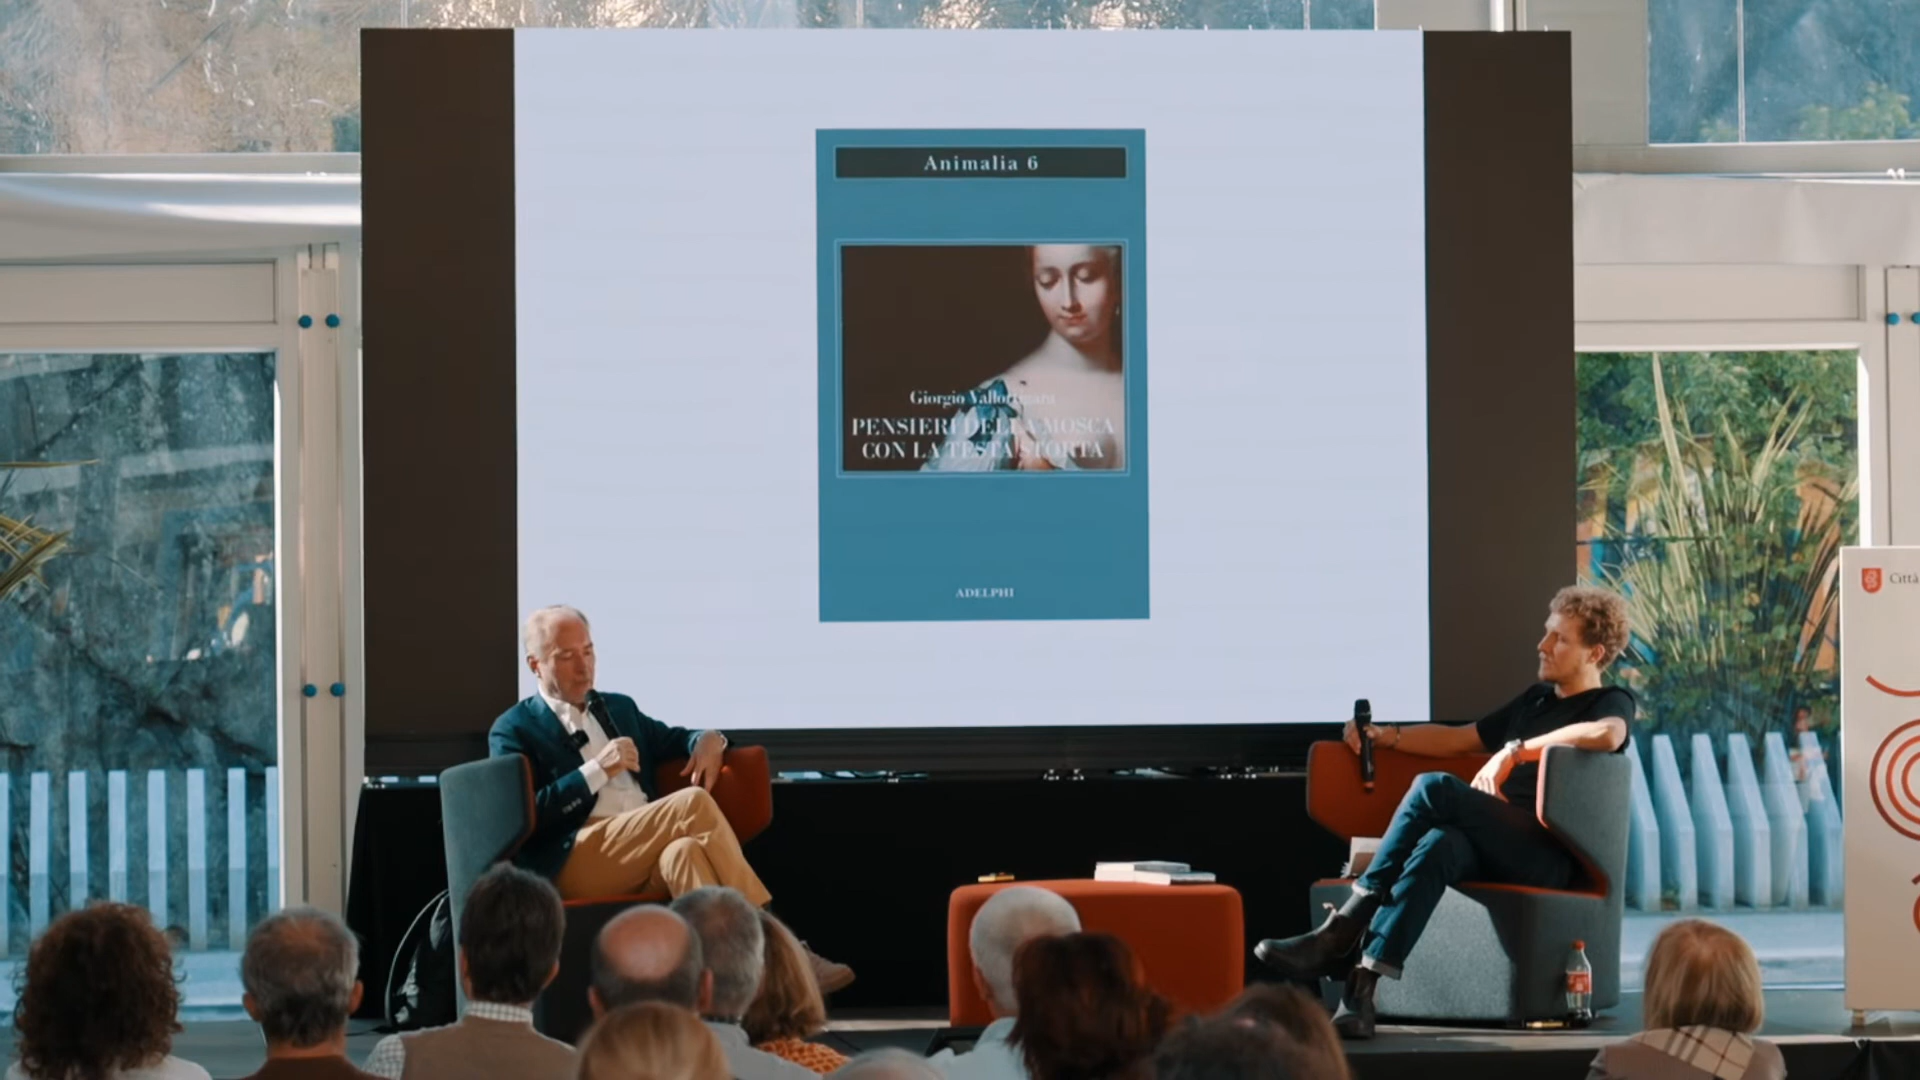 Animalia 6
Giorgio Vallortigara
PENSIERI DELLA MOSCA
CON LA TESTA STORTA
ADELPHI
Città